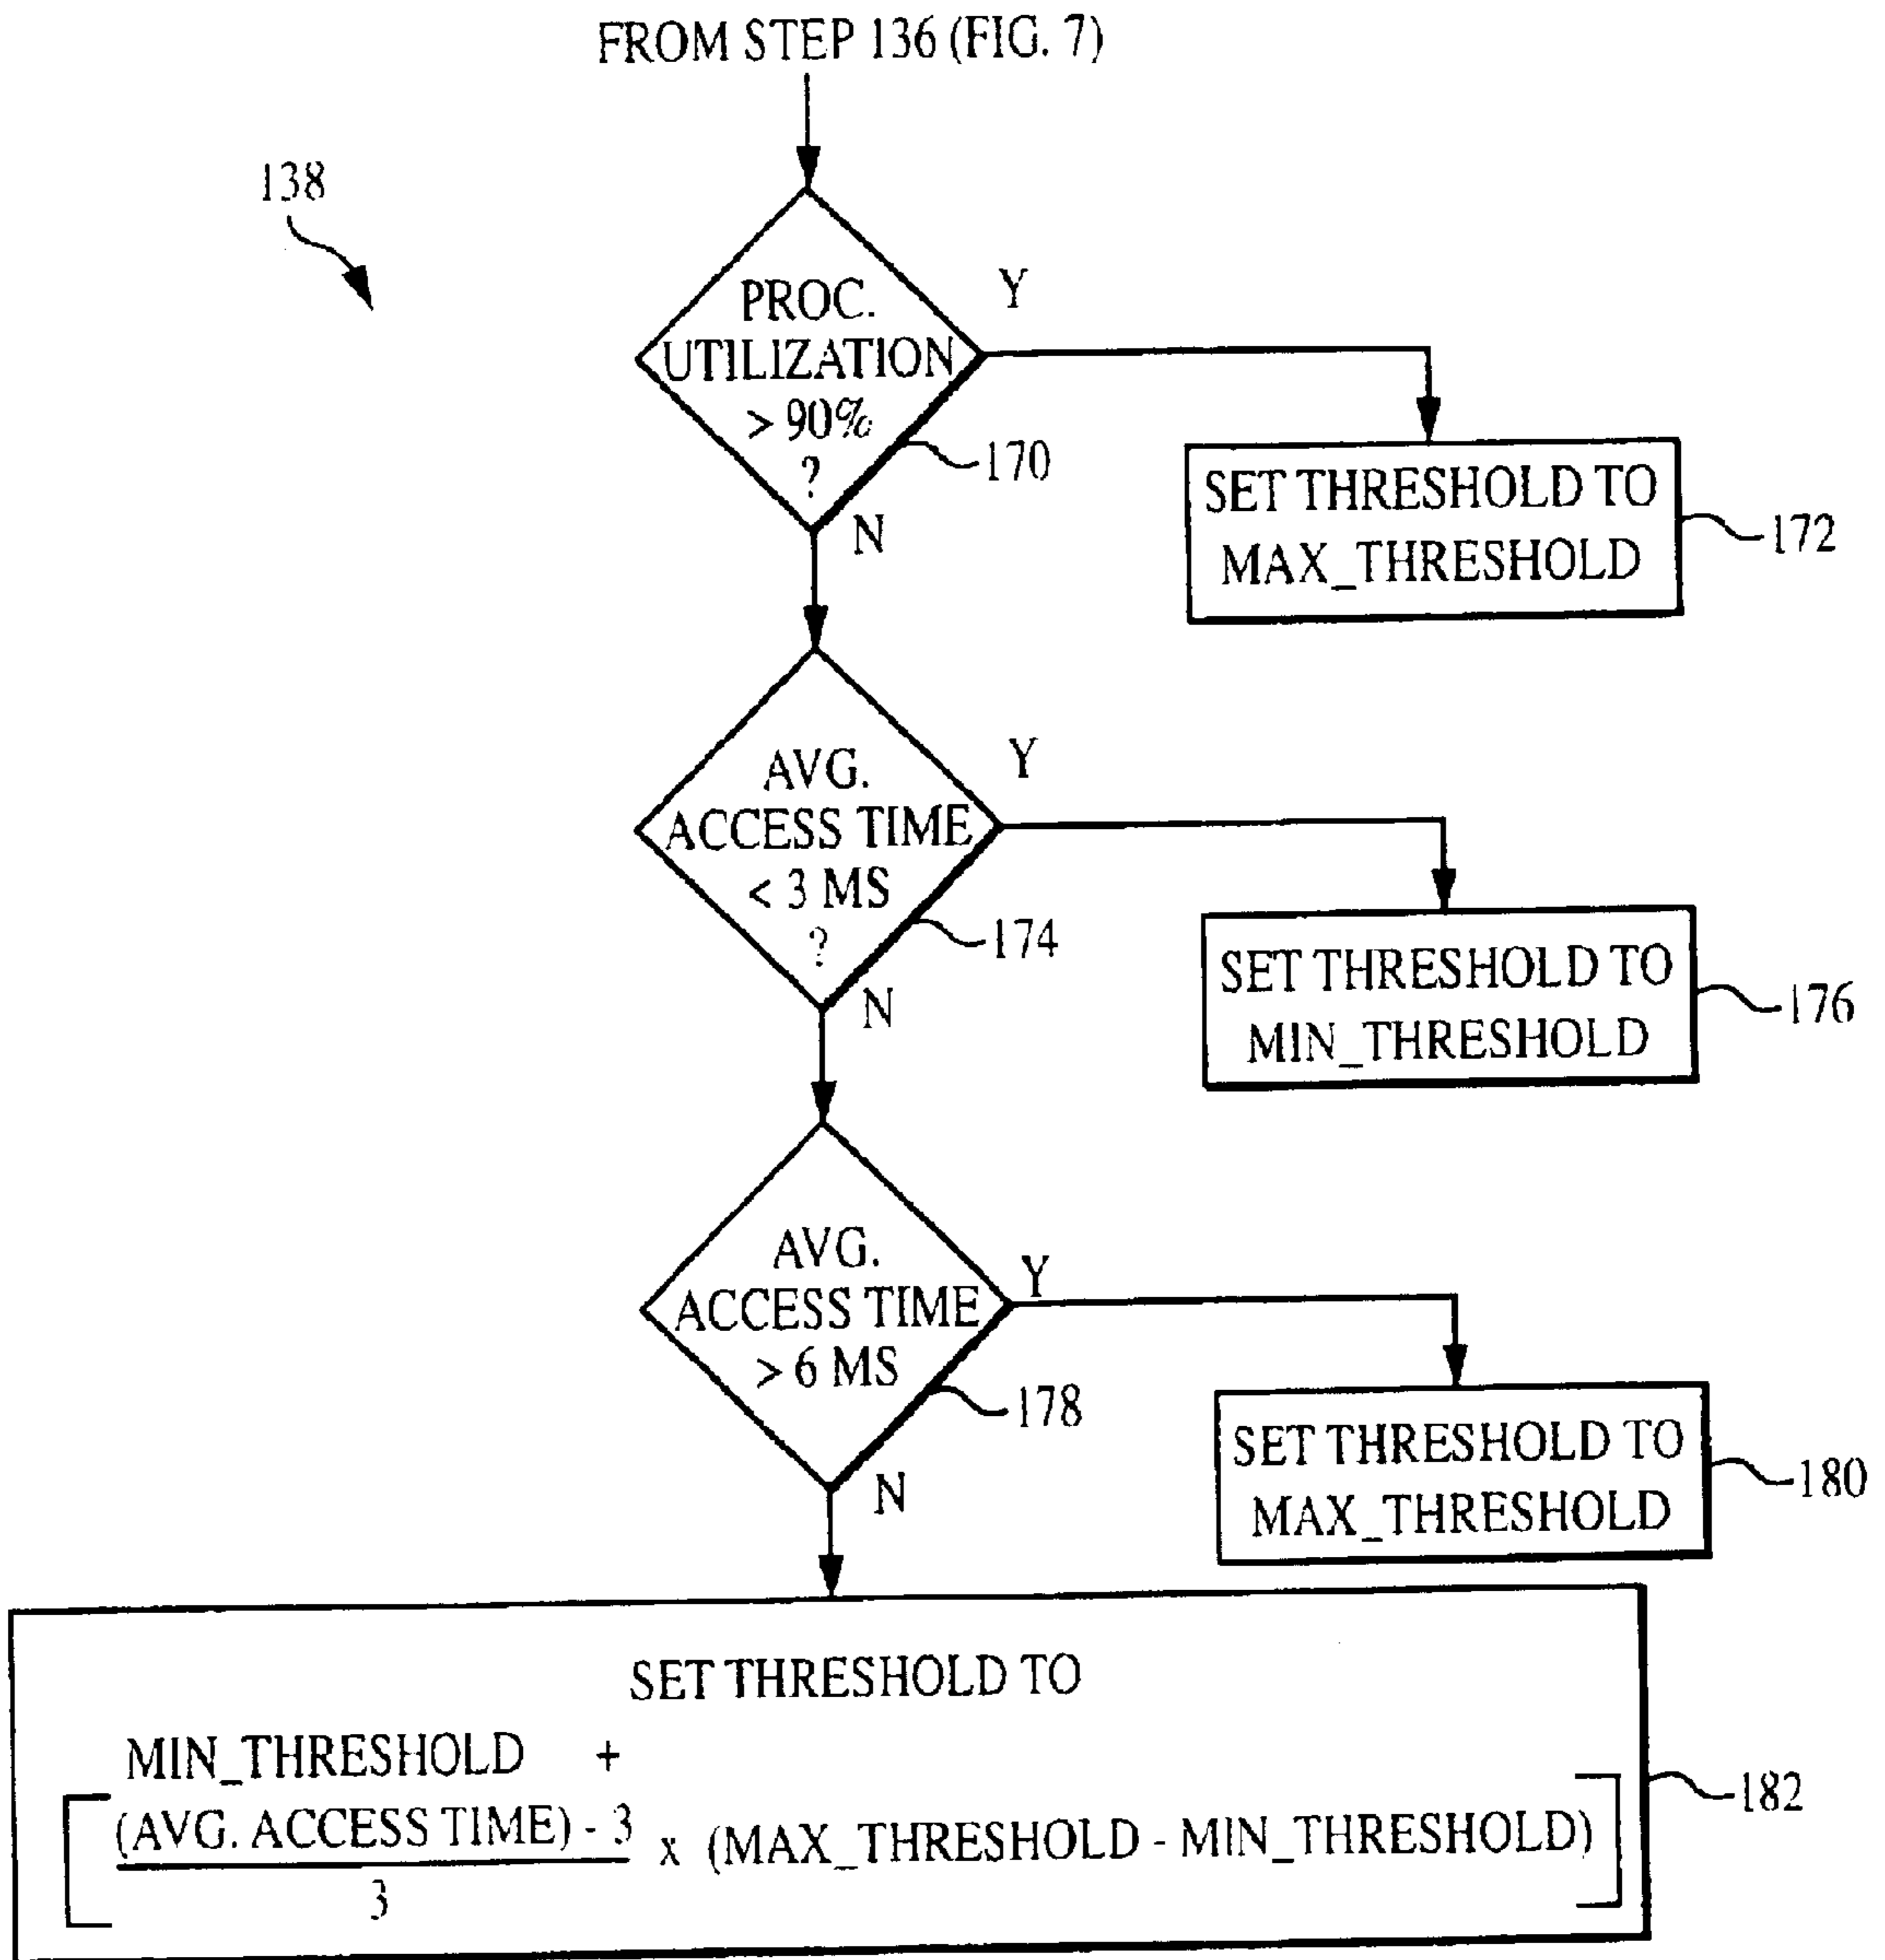 FROM STEP 136 (FIG. 7)
138
PROC.
UTILIZATION
> 90%
?
Y
170
N
SET THRESHOLD TO
MAX_THRESHOLD
172
AVG.
ACCESS TIME
< 3 MS
?
Y
174
N
SET THRESHOLD TO
MIN_THRESHOLD
176
AVG.
ACCESS TIME
> 6 MS
Y
178
N
SET THRESHOLD TO
MAX_THRESHOLD
180
SET THRESHOLD TO
MIN_THRESHOLD +
(AVG. ACCESS TIME) - 3
3
x (MAX_THRESHOLD - MIN_THRESHOLD)
182